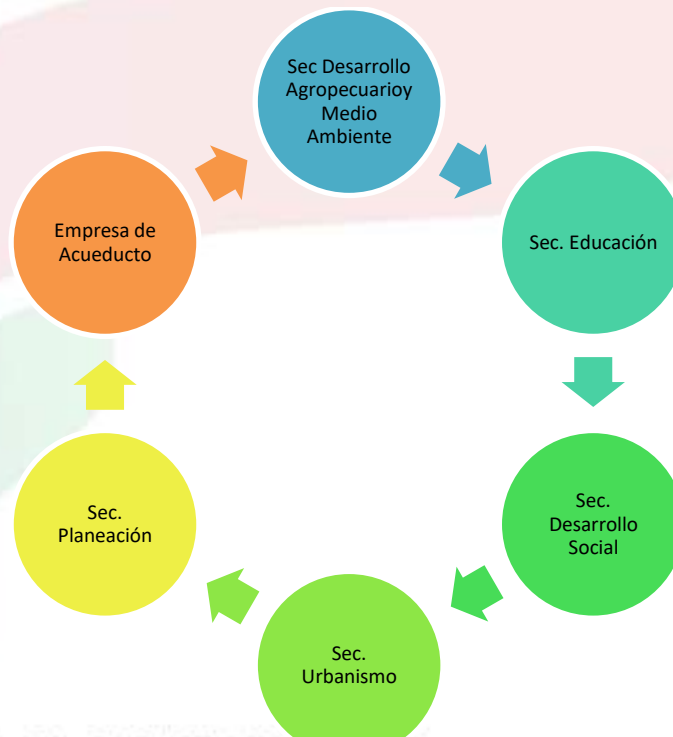 Sec Desarrollo
Agropecuarioy
Medio
Ambiente
Sec. Educación
Sec.
Desarrollo
Social
Sec.
Urbanismo
Sec.
Planeación
Empresa de
Acueducto